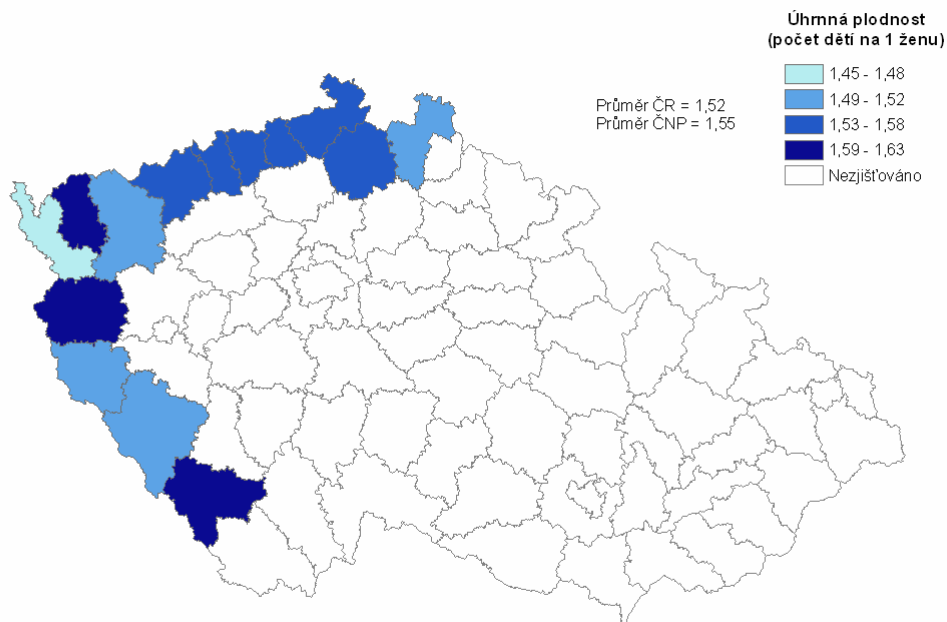 Úhrnná plodnost
(počet dětí na 1 ženu)
1,45 - 1,48
1,49 - 1,52
1,53 - 1,58
1,59 - 1,63
Nezjišťováno
Průměr ČR = 1,52
Průměr ČNP = 1,55